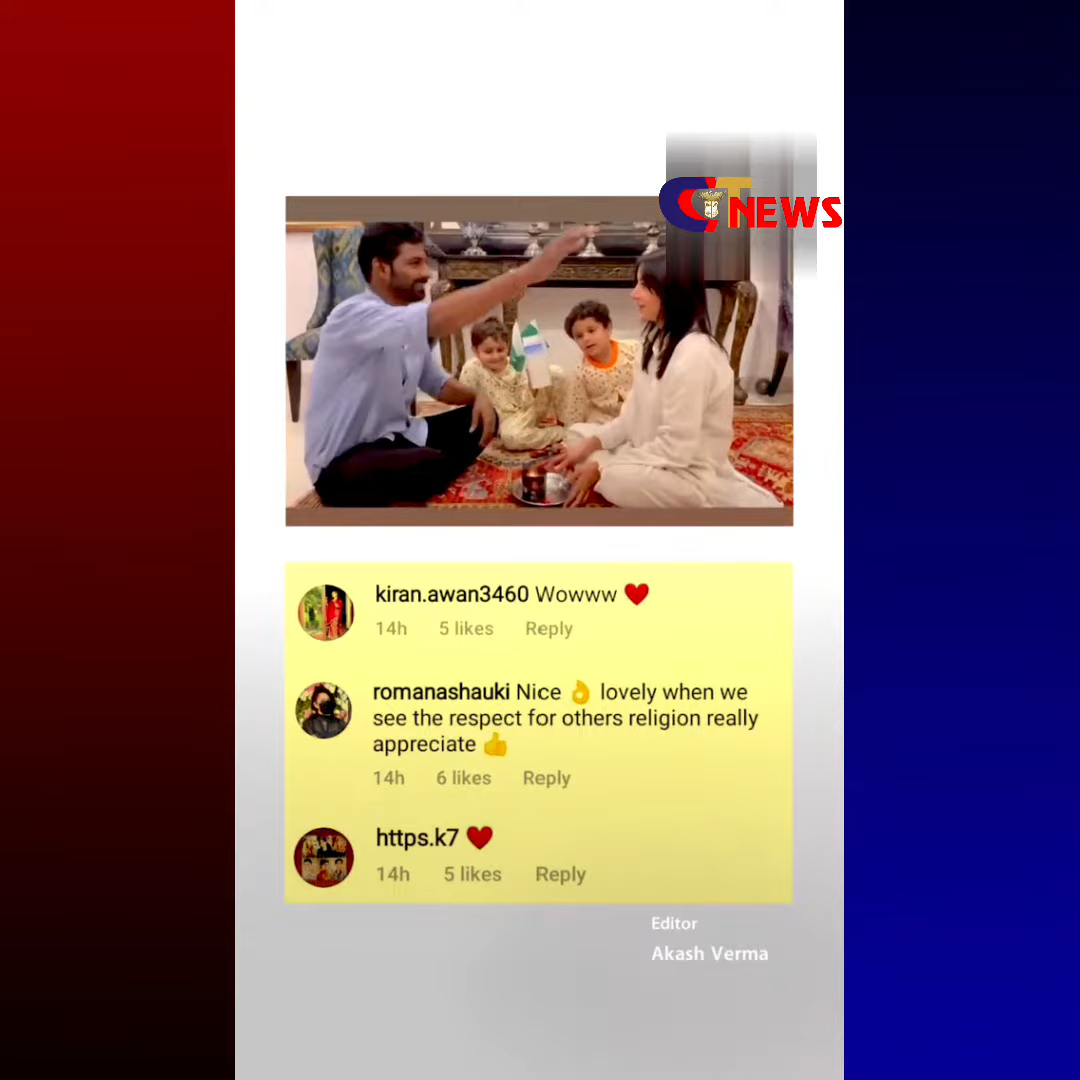 CT NEWS
kiran.awan3460 Wowww ❤️
14h 5 likes Reply
romanashauki Nice 👌 lovely when we
see the respect for others religion really
appreciate 👍
14h 6 likes Reply
https.k7 ❤️
14h 5 likes Reply
Editor
Akash Verma